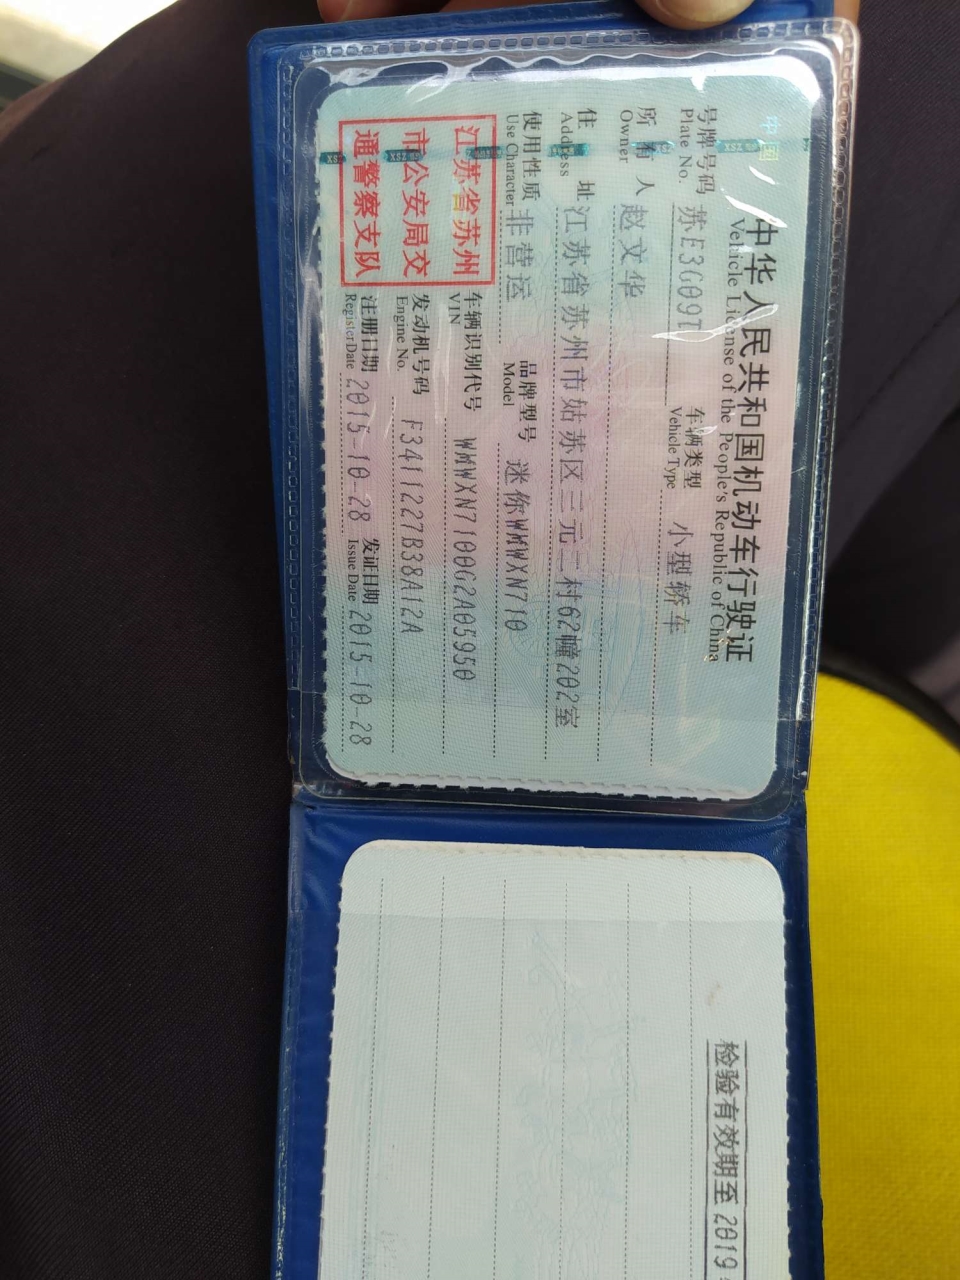 中华人民共和国机动车行驶证
Vehicle License of the People's Republic of China
号牌号码 苏E3G09T 车辆类型 小型轿车
Plate No. Vehicle Type
所有人 赵文华
Owner
住址 江苏省苏州市姑苏区三元二村62幢202室
Address
使用性质 非营运 品牌型号 迷你WMWXN710
Use Character Model
江苏省苏州
市公安局交
通警察支队
车辆识别代号 WMWXN7100G2A05950
VIN
发动机号码 F3411227B38A12A
Engine No.
注册日期 2015-10-28 发证日期 2015-10-28
Register Date Issue Date
检验有效期至 2019